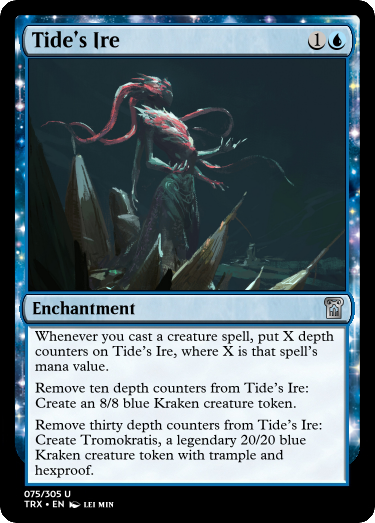 Tide's Ire 1
Enchantment
Whenever you cast a creature spell, put X depth
counters on Tide's Ire, where X is that spell's
mana value.
Remove ten depth counters from Tide's Ire:
Create an 8/8 blue Kraken creature token.
Remove thirty depth counters from Tide's Ire:
Create Tromokratis, a legendary 20/20 blue
Kraken creature token with trample and
hexproof.
075/305 U
TRX • EN LEI MIN